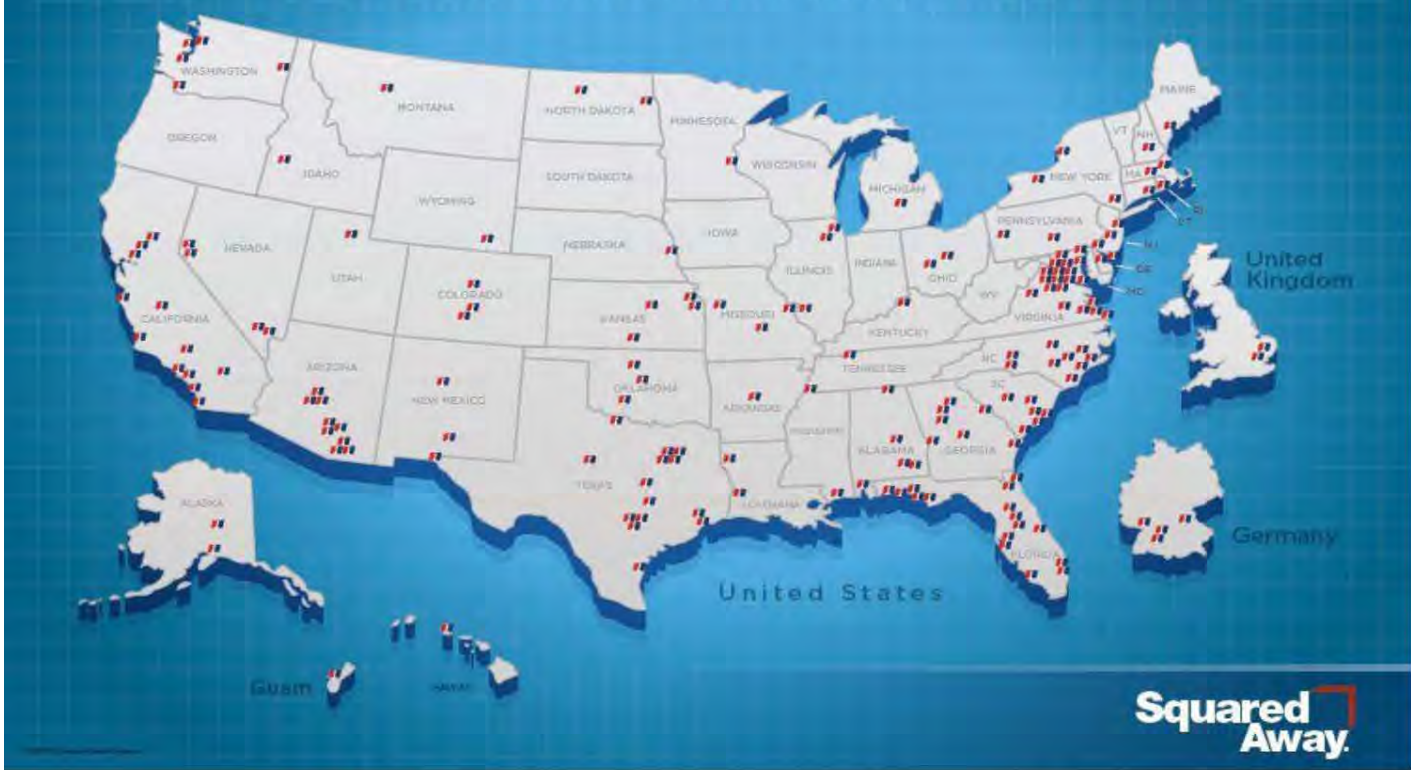 WASHINGTON
MONTANA
NORTH DAKOTA
MINNESOTA
MAINE
OREGON
IDAHO
SOUTH DAKOTA
WISCONSIN
MICHIGAN
VT
NH
NEW YORK
MA
WYOMING
NEBRASKA
IOWA
PENNSYLVANIA
RI
CT
NEVADA
UTAH
COLORADO
ILLINOIS
INDIANA
OHIO
NJ
DE
MD
WV
CALIFORNIA
KANSAS
MISSOURI
KENTUCKY
VIRGINIA
ARIZONA
NEW MEXICO
OKLAHOMA
ARKANSAS
TENNESSEE
NC
SC
MISSISSIPPI
ALABAMA
GEORGIA
TEXAS
LOUISIANA
FLORIDA
United
Kingdom
Germany
United States
ALASKA
HAWAII
Guam
Squared
Away.